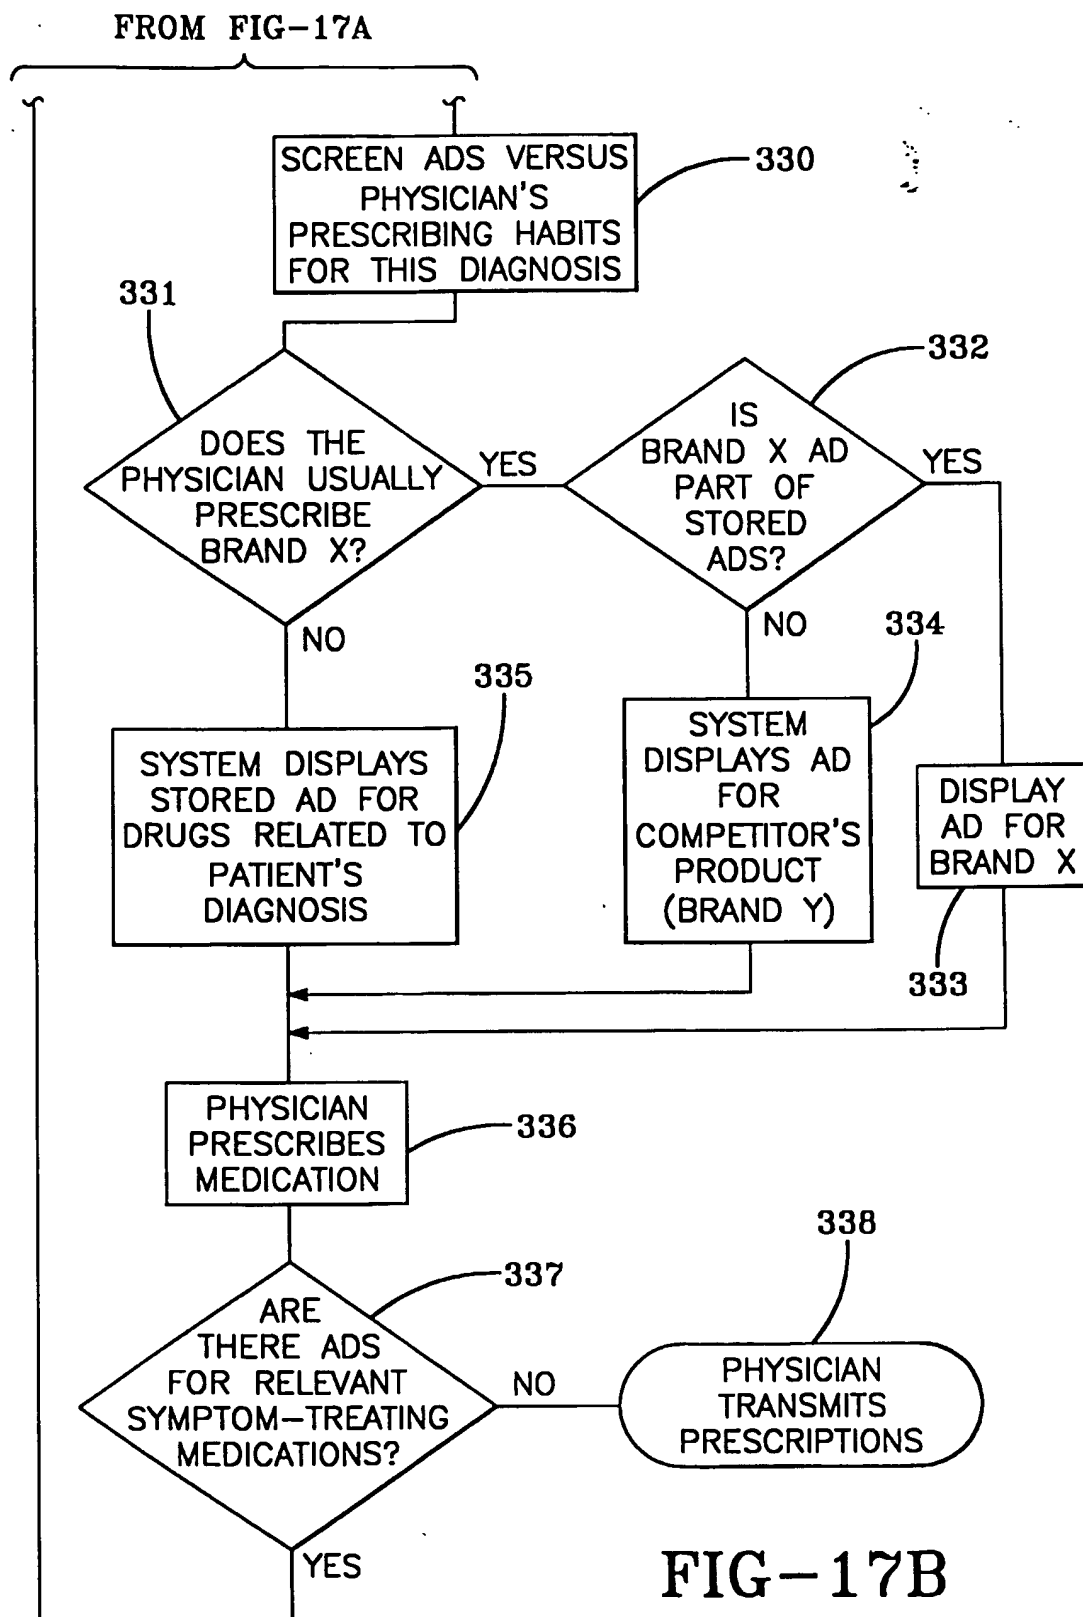 FROM FIG-17A
SCREEN ADS VERSUS
PHYSICIAN'S
PRESCRIBING HABITS
FOR THIS DIAGNOSIS
330
331
DOES THE
PHYSICIAN USUALLY
PRESCRIBE
BRAND X?
YES
NO
332
IS
BRAND X AD
PART OF
STORED
ADS?
YES
NO
335
SYSTEM DISPLAYS
STORED AD FOR
DRUGS RELATED TO
PATIENT'S
DIAGNOSIS
334
SYSTEM
DISPLAYS AD
FOR
COMPETITOR'S
PRODUCT
(BRAND Y)
DISPLAY
AD FOR
BRAND X
333
PHYSICIAN
PRESCRIBES
MEDICATION
336
337
ARE
THERE ADS
FOR RELEVANT
SYMPTOM-TREATING
MEDICATIONS?
NO
YES
338
PHYSICIAN
TRANSMITS
PRESCRIPTIONS
FIG-17B